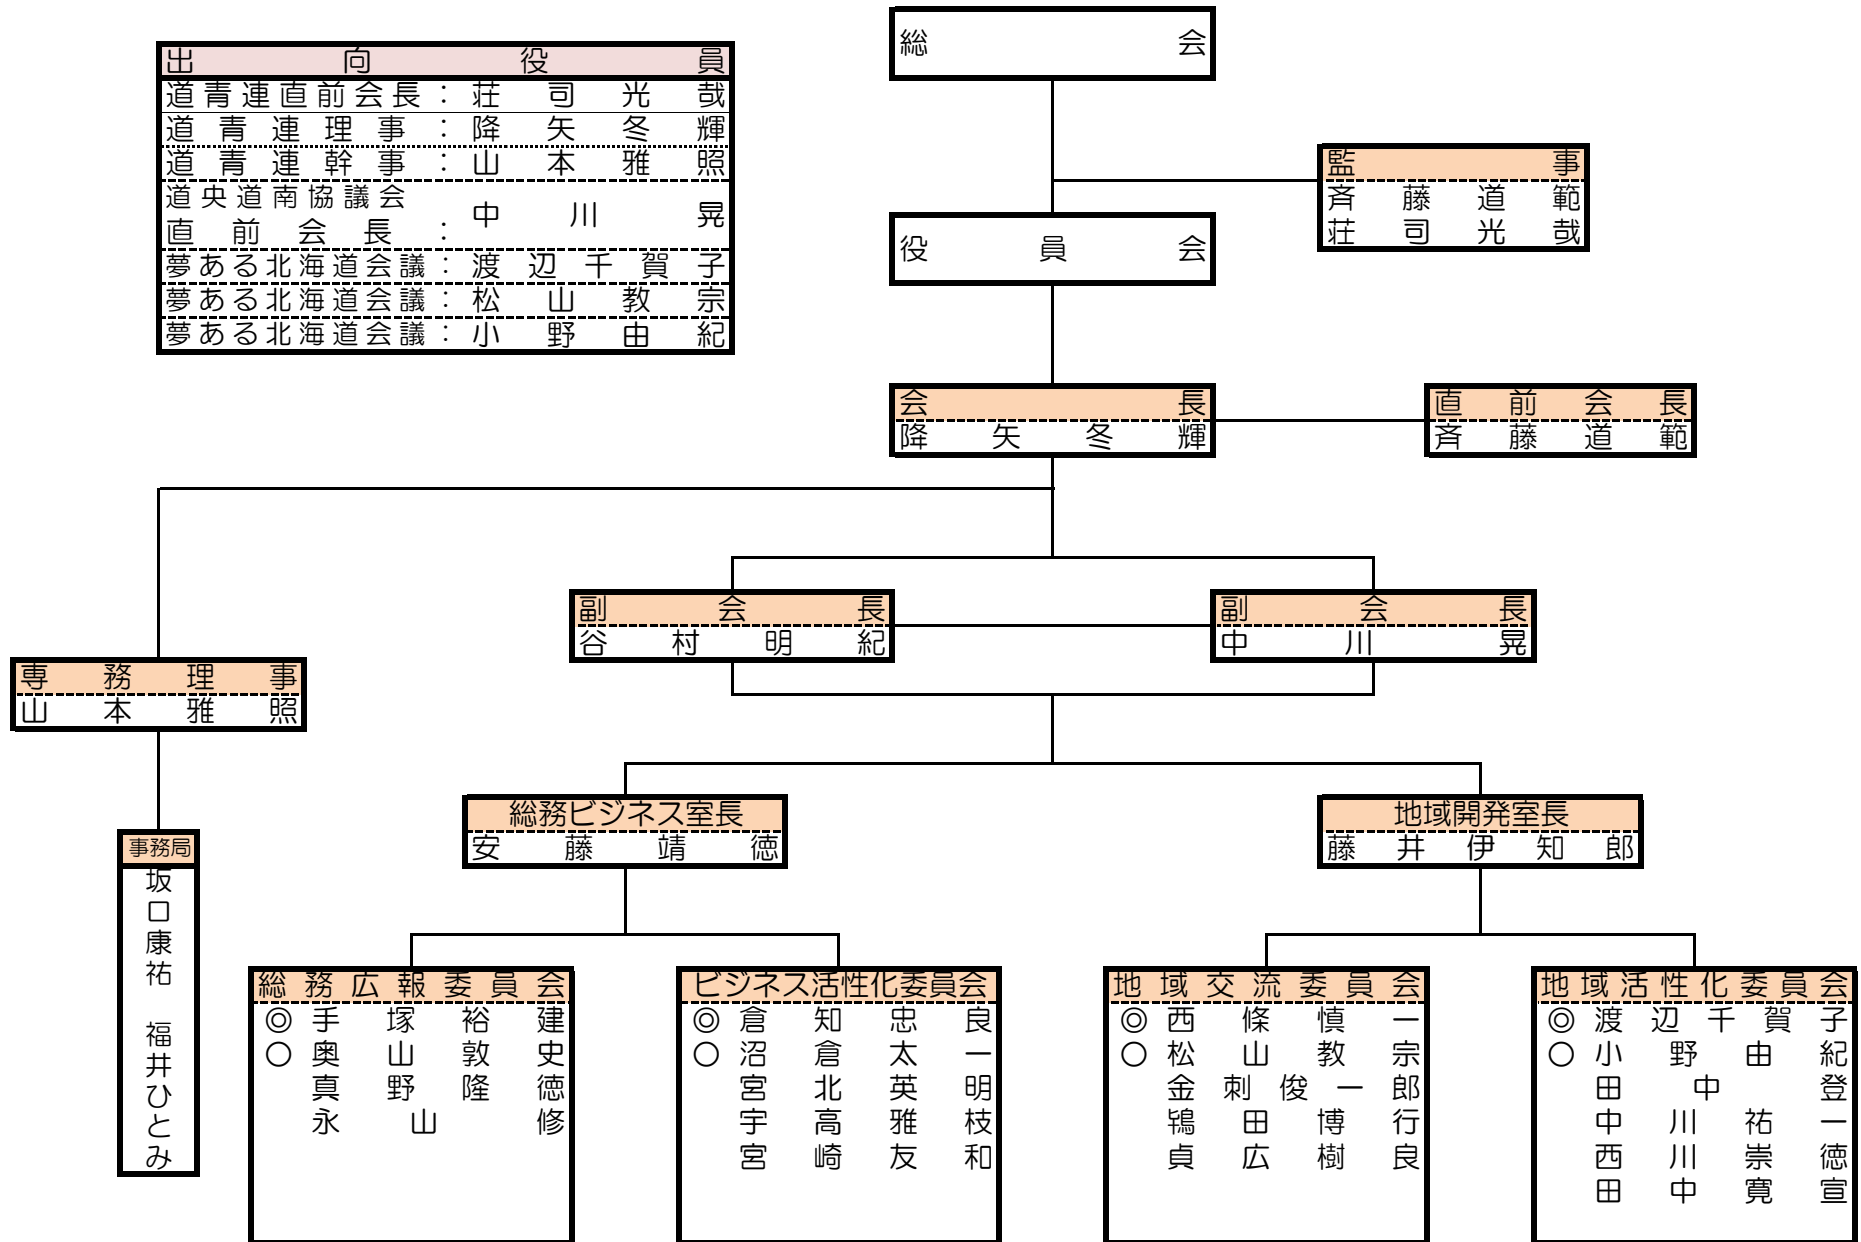 総会
出向役員
道青連直前会長：荘司光哉
道青連理事：降矢冬輝
道青連幹事：山本雅照
道央道南協議会
直前会長：中川晃
夢ある北海道会議：渡辺千賀子
夢ある北海道会議：松山教宗
夢ある北海道会議：小野由紀
監事
斉藤道範
荘司光哉
役員会
会長
降矢冬輝
直前会長
斉藤道範
副会長
谷村明紀
副会長
中川晃
専務理事
山本雅照
総務ビジネス室長
安藤靖徳
地域開発室長
藤井伊知郎
事務局
坂口康祐　福井ひとみ
総務広報委員会
◎手塚裕建
○奥山敦史
真野隆徳
永山修
ビジネス活性化委員会
◎倉知忠良
○沼倉太一
宮北英明
宇高雅枝
宮崎友和
地域交流委員会
◎西條慎一
○松山教宗
金刺俊一郎
鴇田博行
貞広樹良
地域活性化委員会
◎渡辺千賀子
○小野由紀
田中登
中川祐一
西川崇徳
田中寛宣